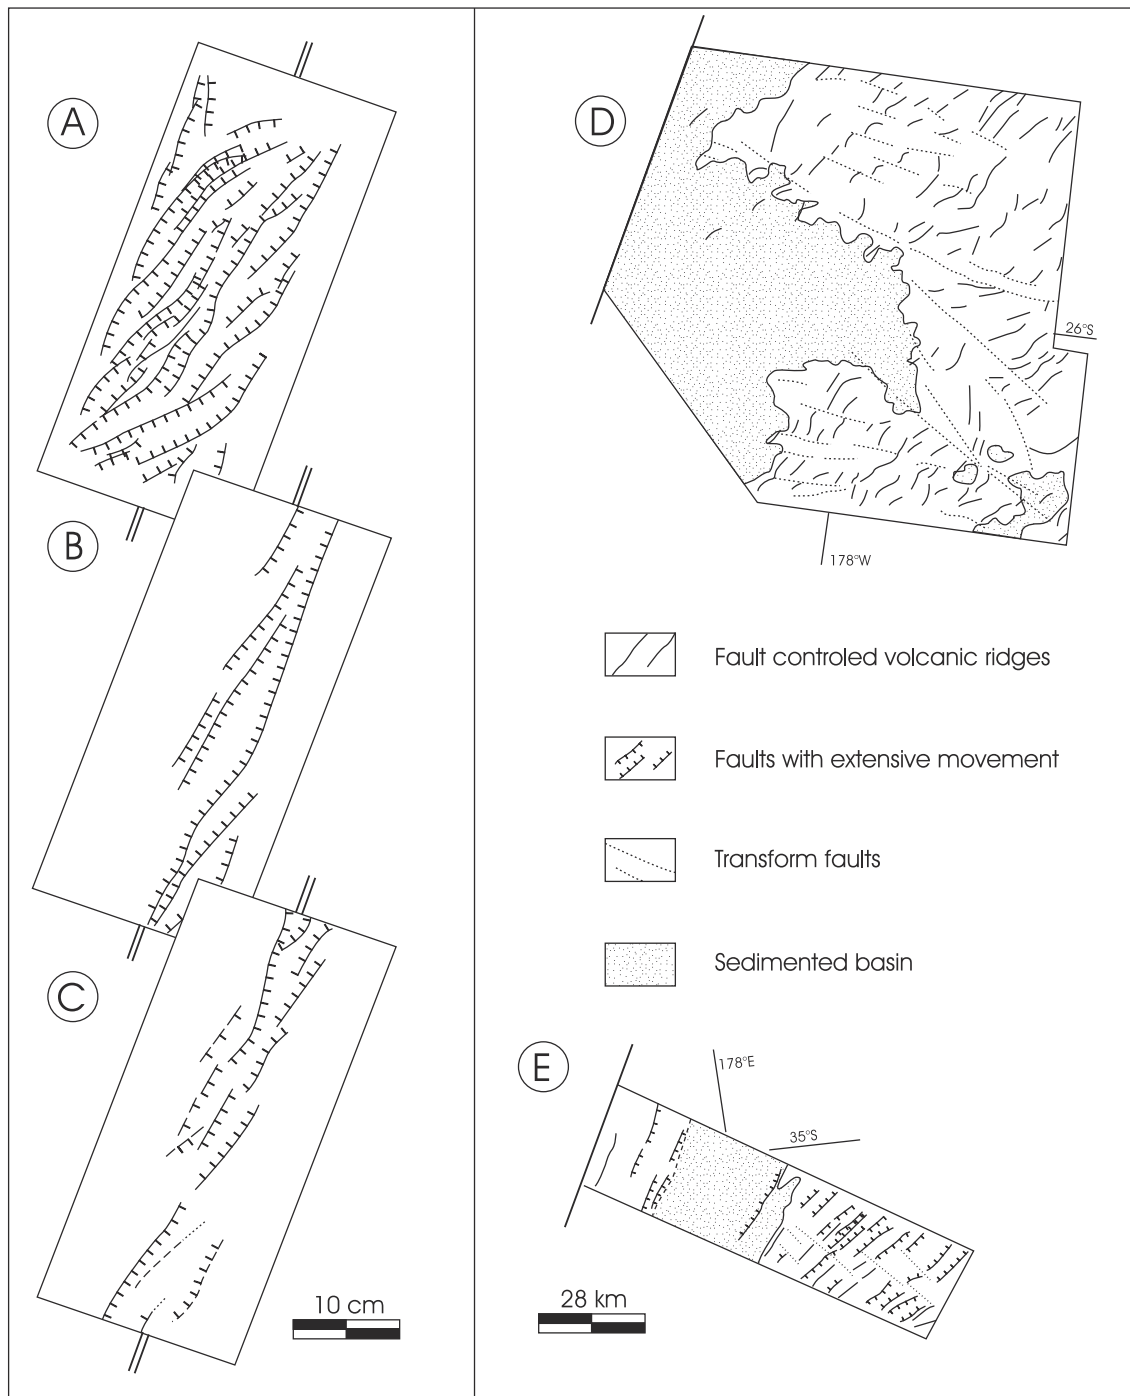 A
B
C
10 cm
D
26°S
178°W
Fault controled volcanic ridges
Faults with extensive movement
Transform faults
Sedimented basin
E
178°E
35°S
28 km